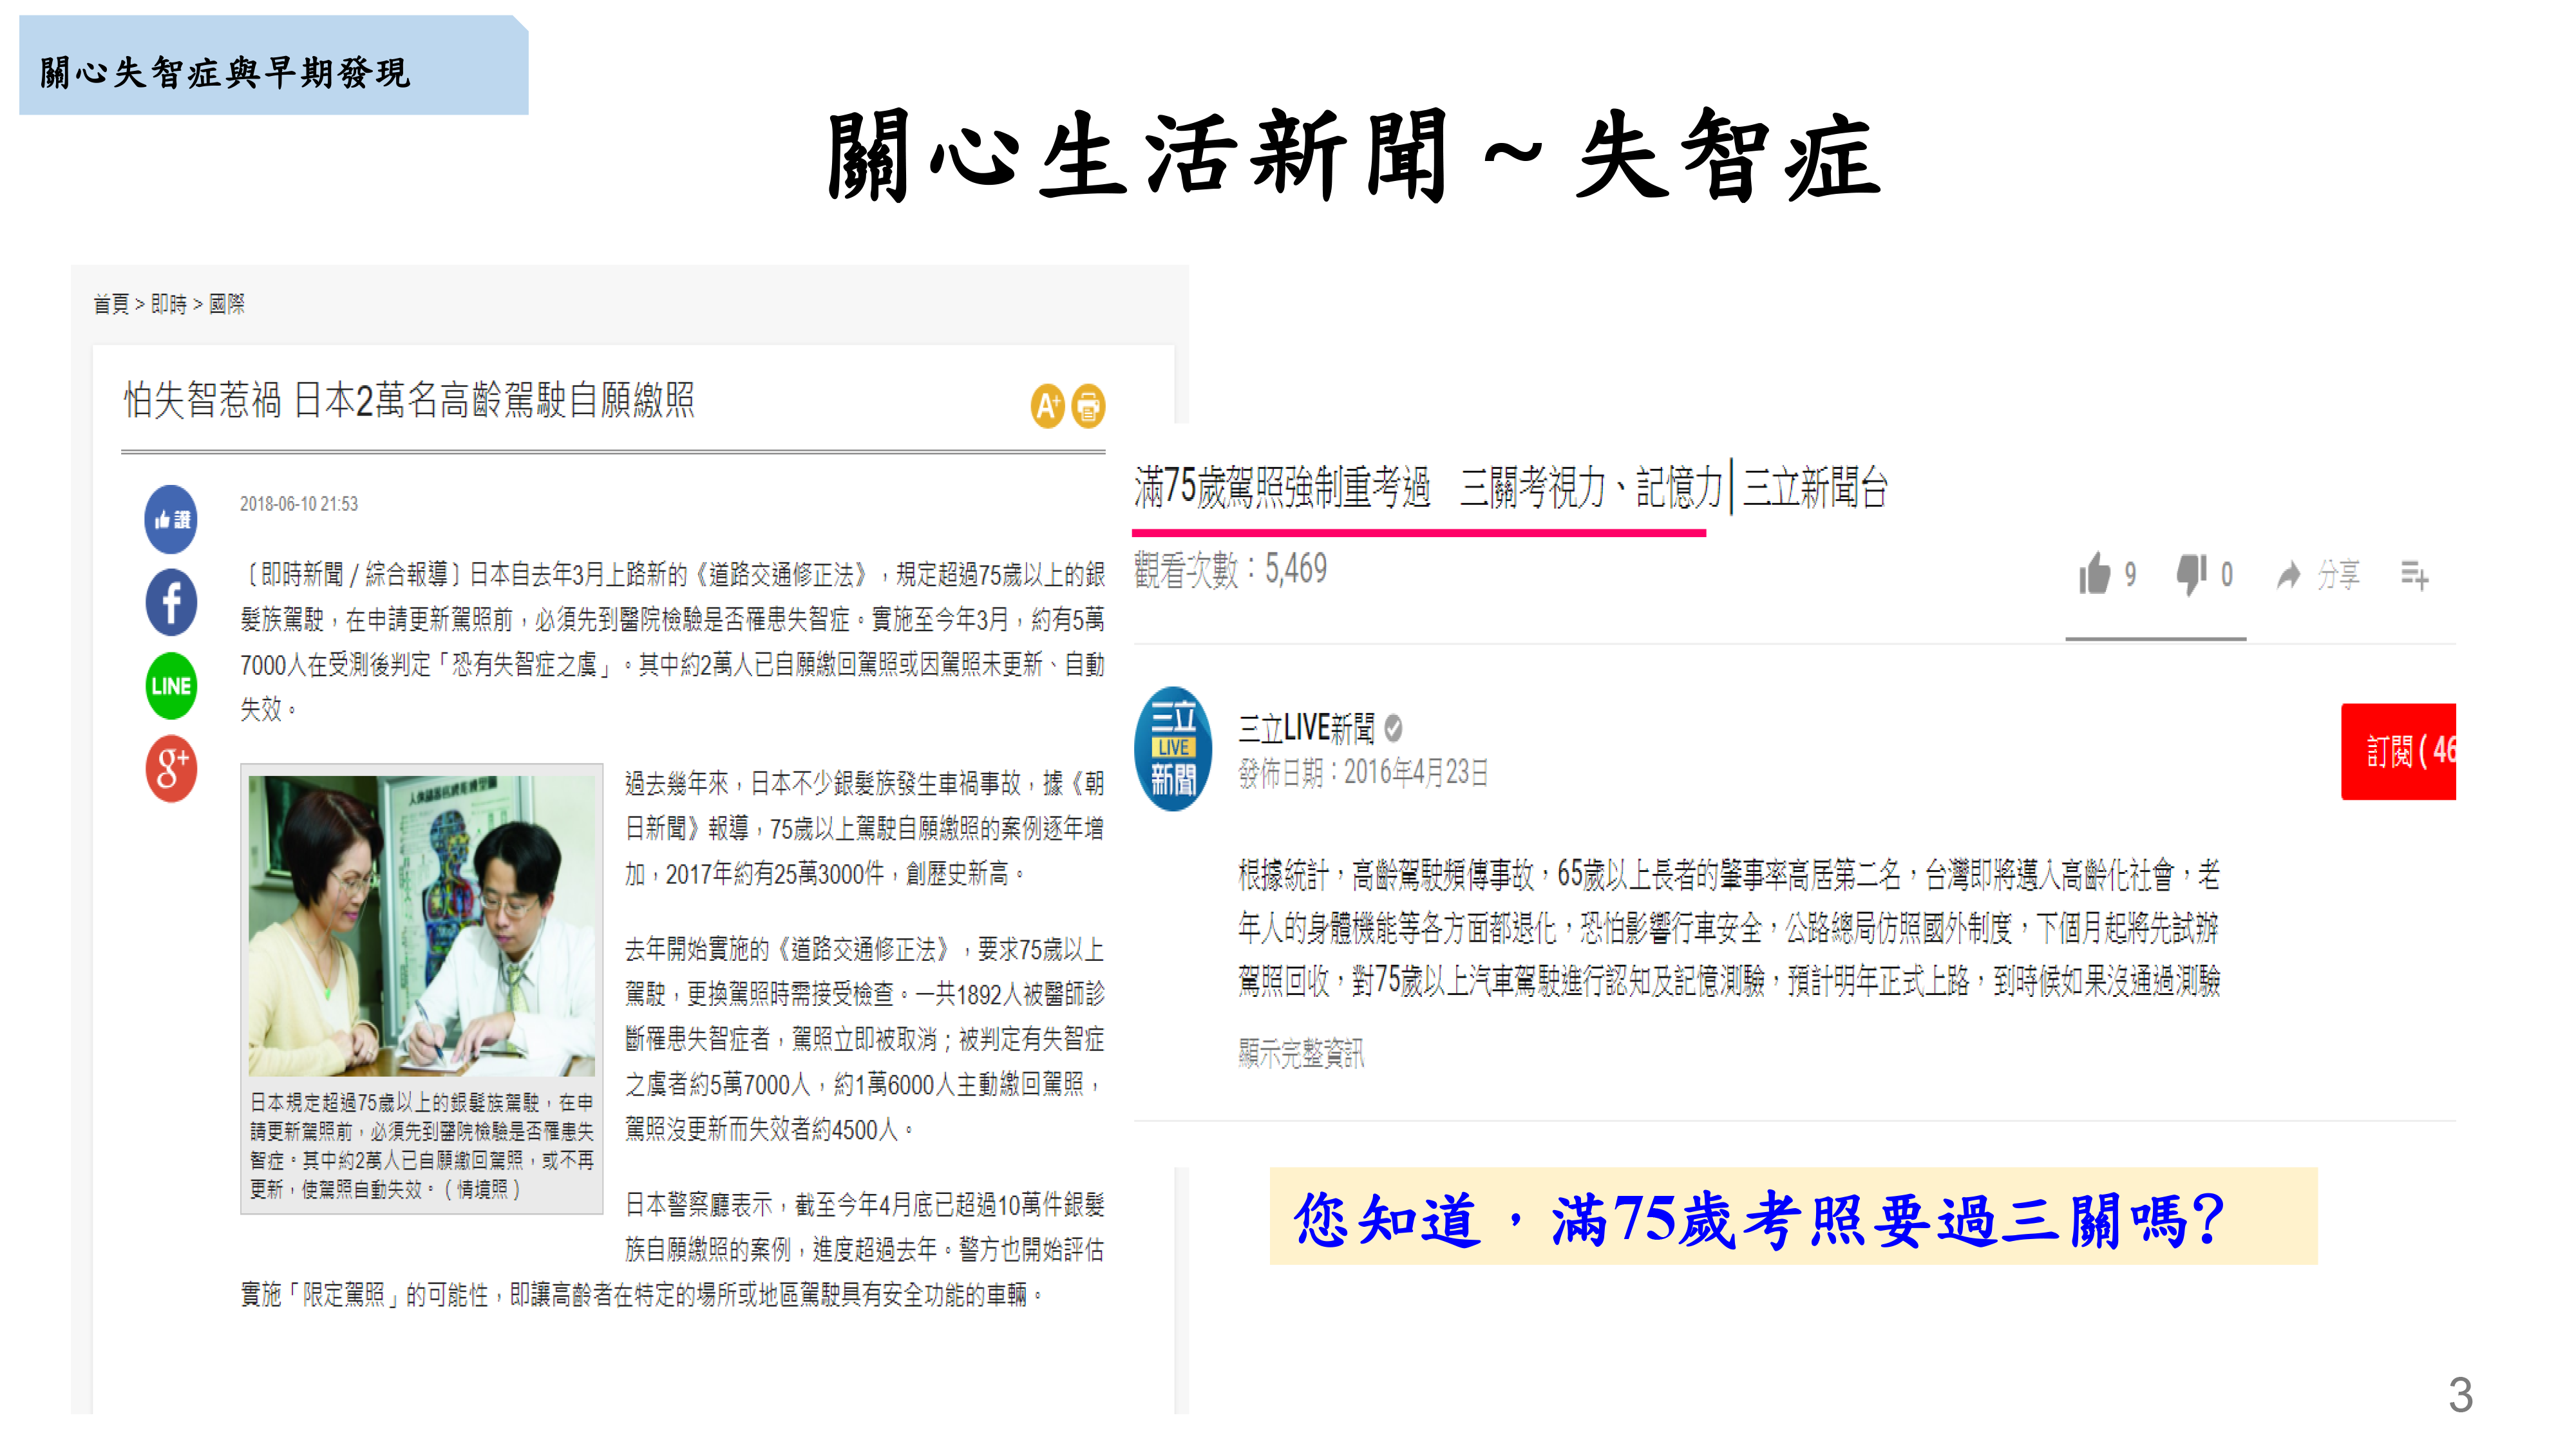 關心失智症與早期發現
關心生活新聞～失智症
首頁 > 即時 > 國際
怕失智惹禍 日本2萬名高齡駕駛自願繳照
A+
讚
2018-06-10 21:53
〔即時新聞／綜合報導〕日本自去年3月上路新的《道路交通修正法》，規定超過75歲以上的銀
髮族駕駛，在申請更新駕照前，必須先到醫院檢驗是否罹患失智症。實施至今年3月，約有5萬
7000人在受測後判定「恐有失智症之虞」。其中約2萬人已自願繳回駕照或因駕照未更新、自動
失效。
f
LINE
g+
過去幾年來，日本不少銀髮族發生車禍事故，據《朝
日新聞》報導，75歲以上駕駛自願繳照的案例逐年增
加，2017年約有25萬3000件，創歷史新高。
去年開始實施的《道路交通修正法》，要求75歲以上
駕駛，更換駕照時需接受檢查。一共1892人被醫師診
斷罹患失智症者，駕照立即被取消；被判定有失智症
之虞者約5萬7000人，約1萬6000人主動繳回駕照，
駕照沒更新而失效者約4500人。
日本規定超過75歲以上的銀髮族駕駛，在申
請更新駕照前，必須先到醫院檢驗是否罹患失
智症。其中約2萬人已自願繳回駕照，或不再
更新，使駕照自動失效。（情境照）
日本警察廳表示，截至今年4月底已超過10萬件銀髮
族自願繳照的案例，進度超過去年。警方也開始評估
實施「限定駕照」的可能性，即讓高齡者在特定的場所或地區駕駛具有安全功能的車輛。
滿75歲駕照強制重考過 三關考視力、記憶力│三立新聞台
觀看次數：5,469
9 0 分享
三立
LIVE
新聞
三立LIVE新聞
發佈日期：2016年4月23日
訂閱 ( 46
根據統計，高齡駕駛頻傳事故，65歲以上長者的肇事率高居第二名，台灣即將邁入高齡化社會，老
年人的身體機能等各方面都退化，恐怕影響行車安全，公路總局仿照國外制度，下個月起將先試辦
駕照回收，對75歲以上汽車駕駛進行認知及記憶測驗，預計明年正式上路，到時候如果沒通過測驗
顯示完整資訊
您知道，滿75歲考照要過三關嗎?
3